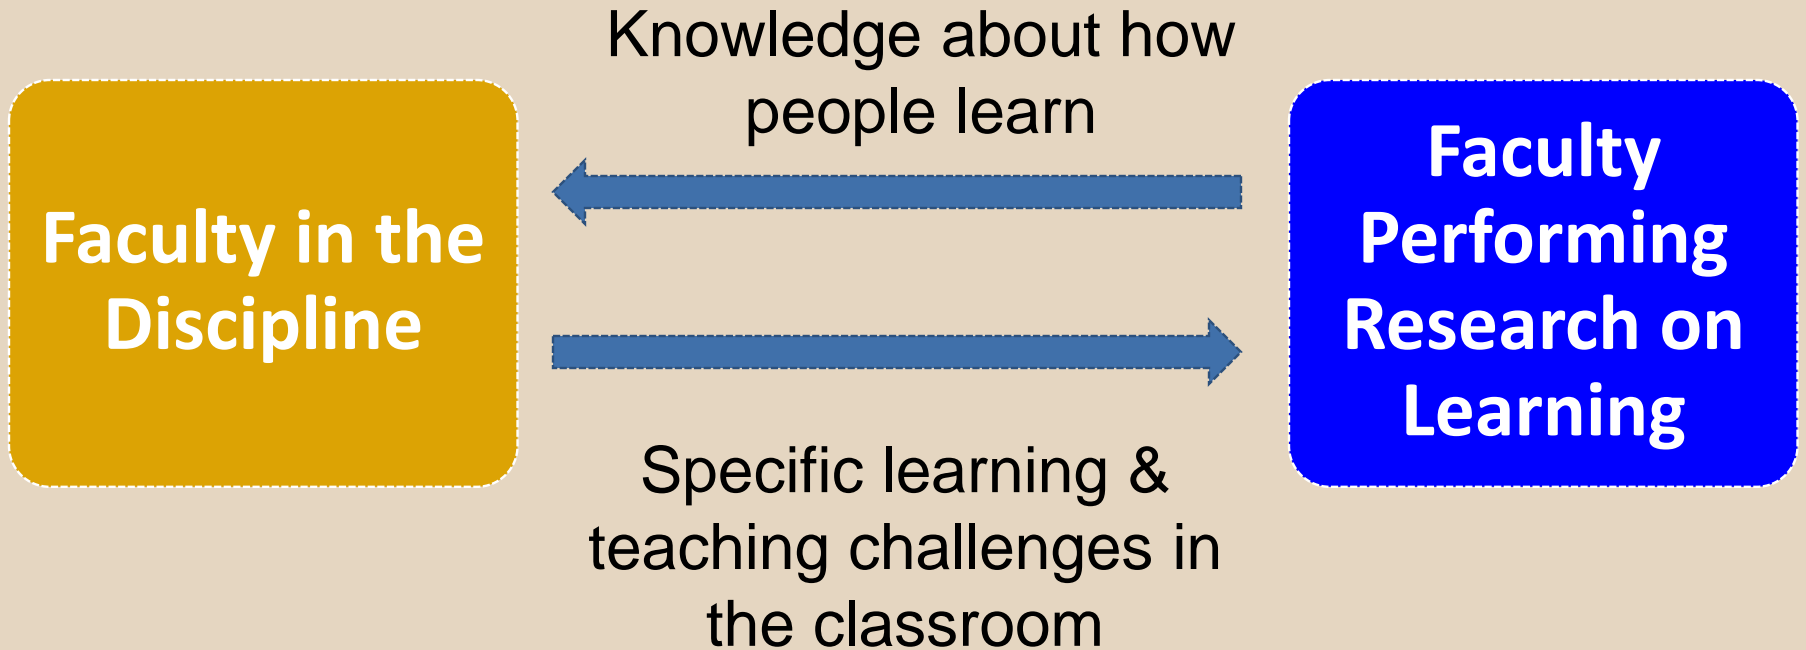 Knowledge about how
people learn
Faculty in the
Discipline
Faculty
Performing
Research on
Learning
Specific learning &
teaching challenges in
the classroom